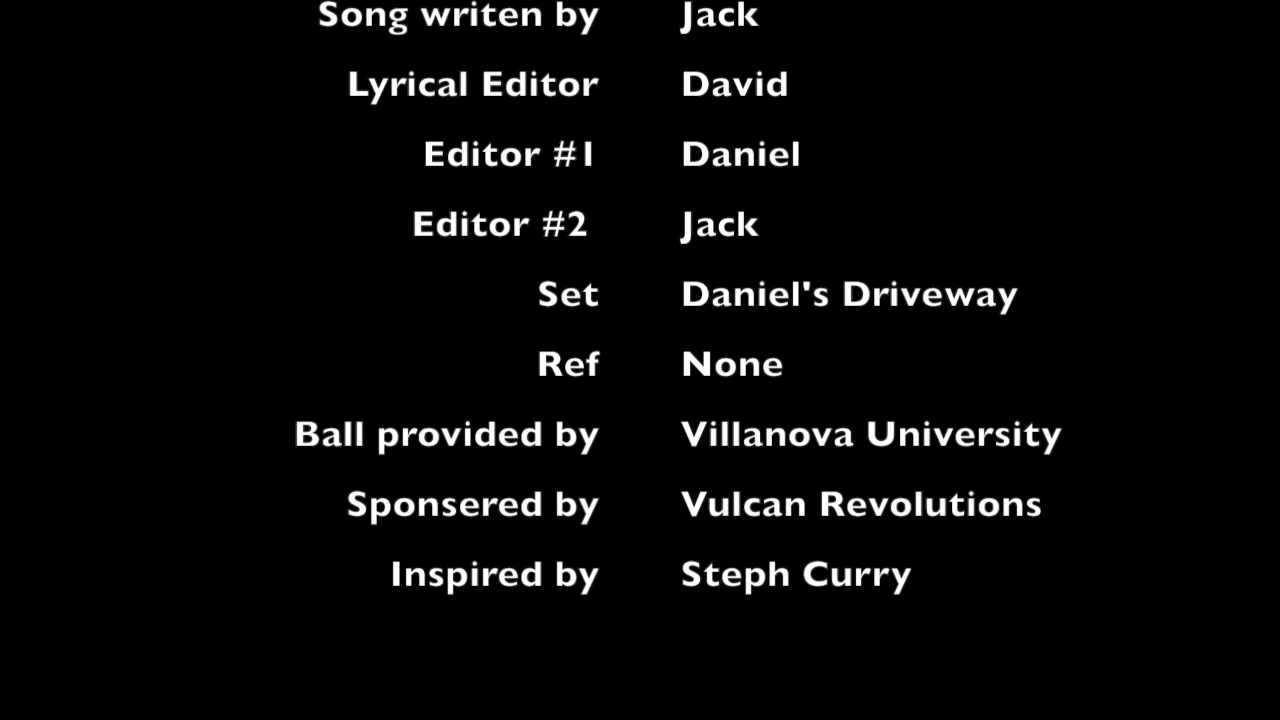 Song writen by Jack
Lyrical Editor David
Editor #1 Daniel
Editor #2 Jack
Set Daniel's Driveway
Ref None
Ball provided by Villanova University
Sponsered by Vulcan Revolutions
Inspired by Steph Curry